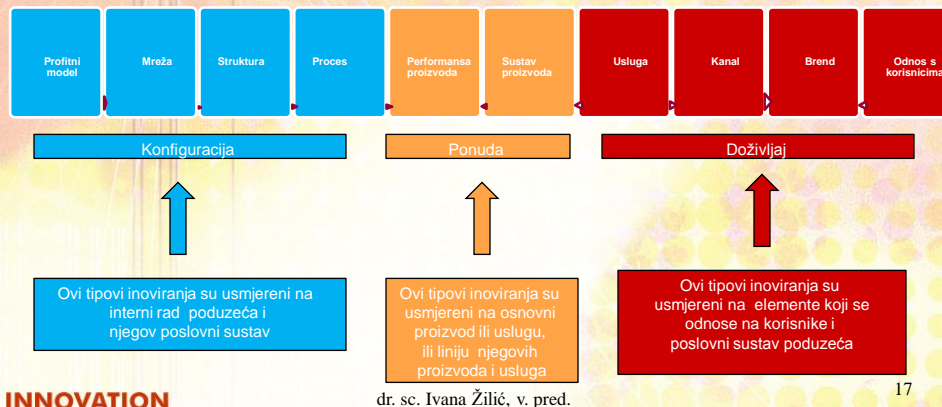 Profitni
model
Mreža
Struktura
Proces
Performansa
proizvoda
Sustav
proizvoda
Usluga
Kanal
Brend
Odnos s
korisnicima
Konfiguracija
Ponuda
Doživljaj
Ovi tipovi inoviranja su usmjereni na
interni rad poduzeća i
njegov poslovni sustav
Ovi tipovi inoviranja su
usmjereni na osnovni
proizvod ili uslugu,
ili liniju njegovih
proizvoda i usluga
Ovi tipovi inoviranja su
usmjereni na elemente koji se
odnose na korisnike i
poslovni sustav poduzeća
INNOVATION
dr. sc. Ivana Žilić, v. pred.
17